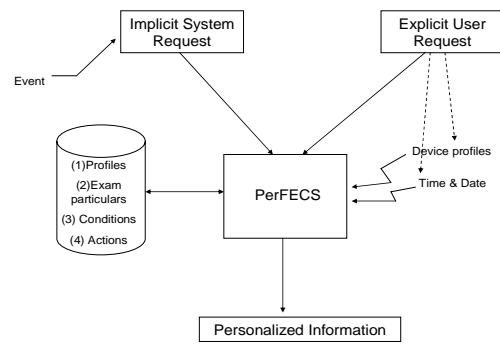 Implicit System
Request
Explicit User
Request
Event
Device profiles
Time & Date
(1)Profiles
(2)Exam
particulars
(3) Conditions
(4) Actions
PerFECS
Personalized Information